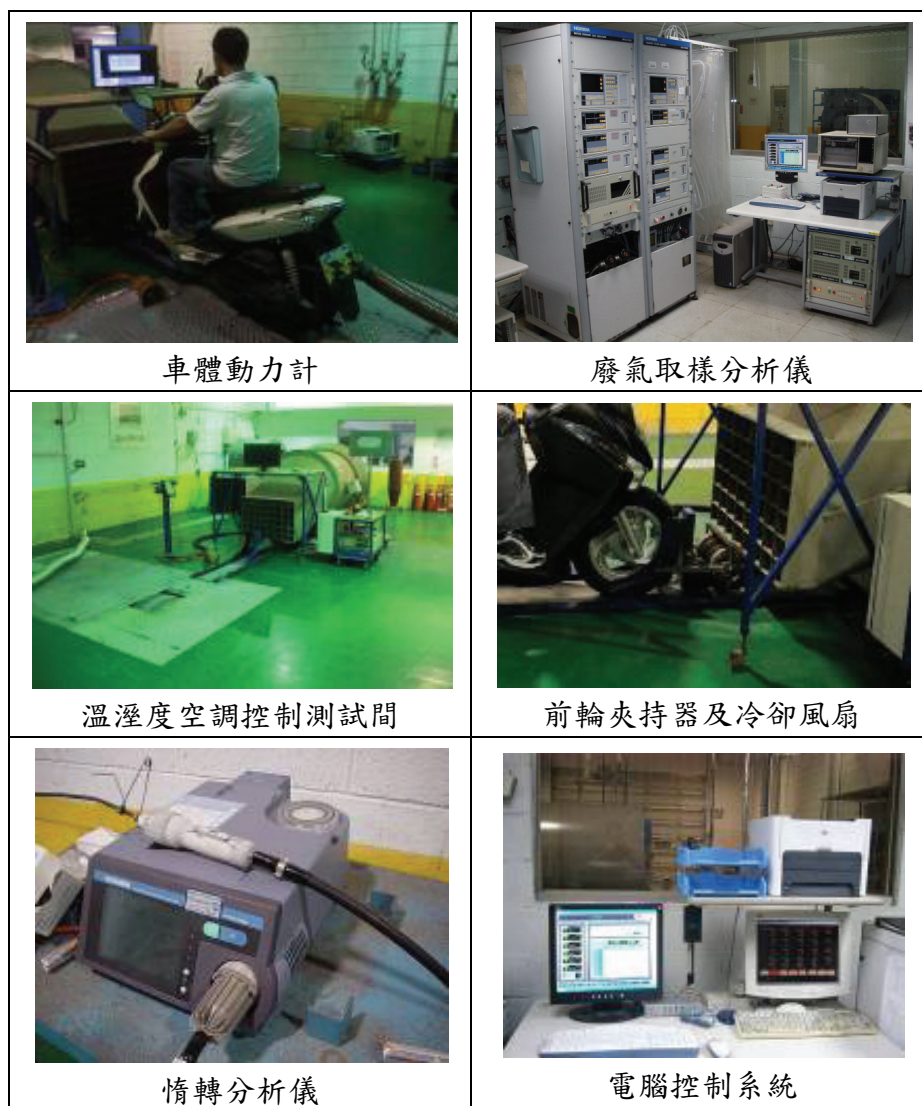 車體動力計
廢氣取樣分析儀
溫溼度空調控制測試間
前輪夾持器及冷卻風扇
惰轉分析儀
電腦控制系統